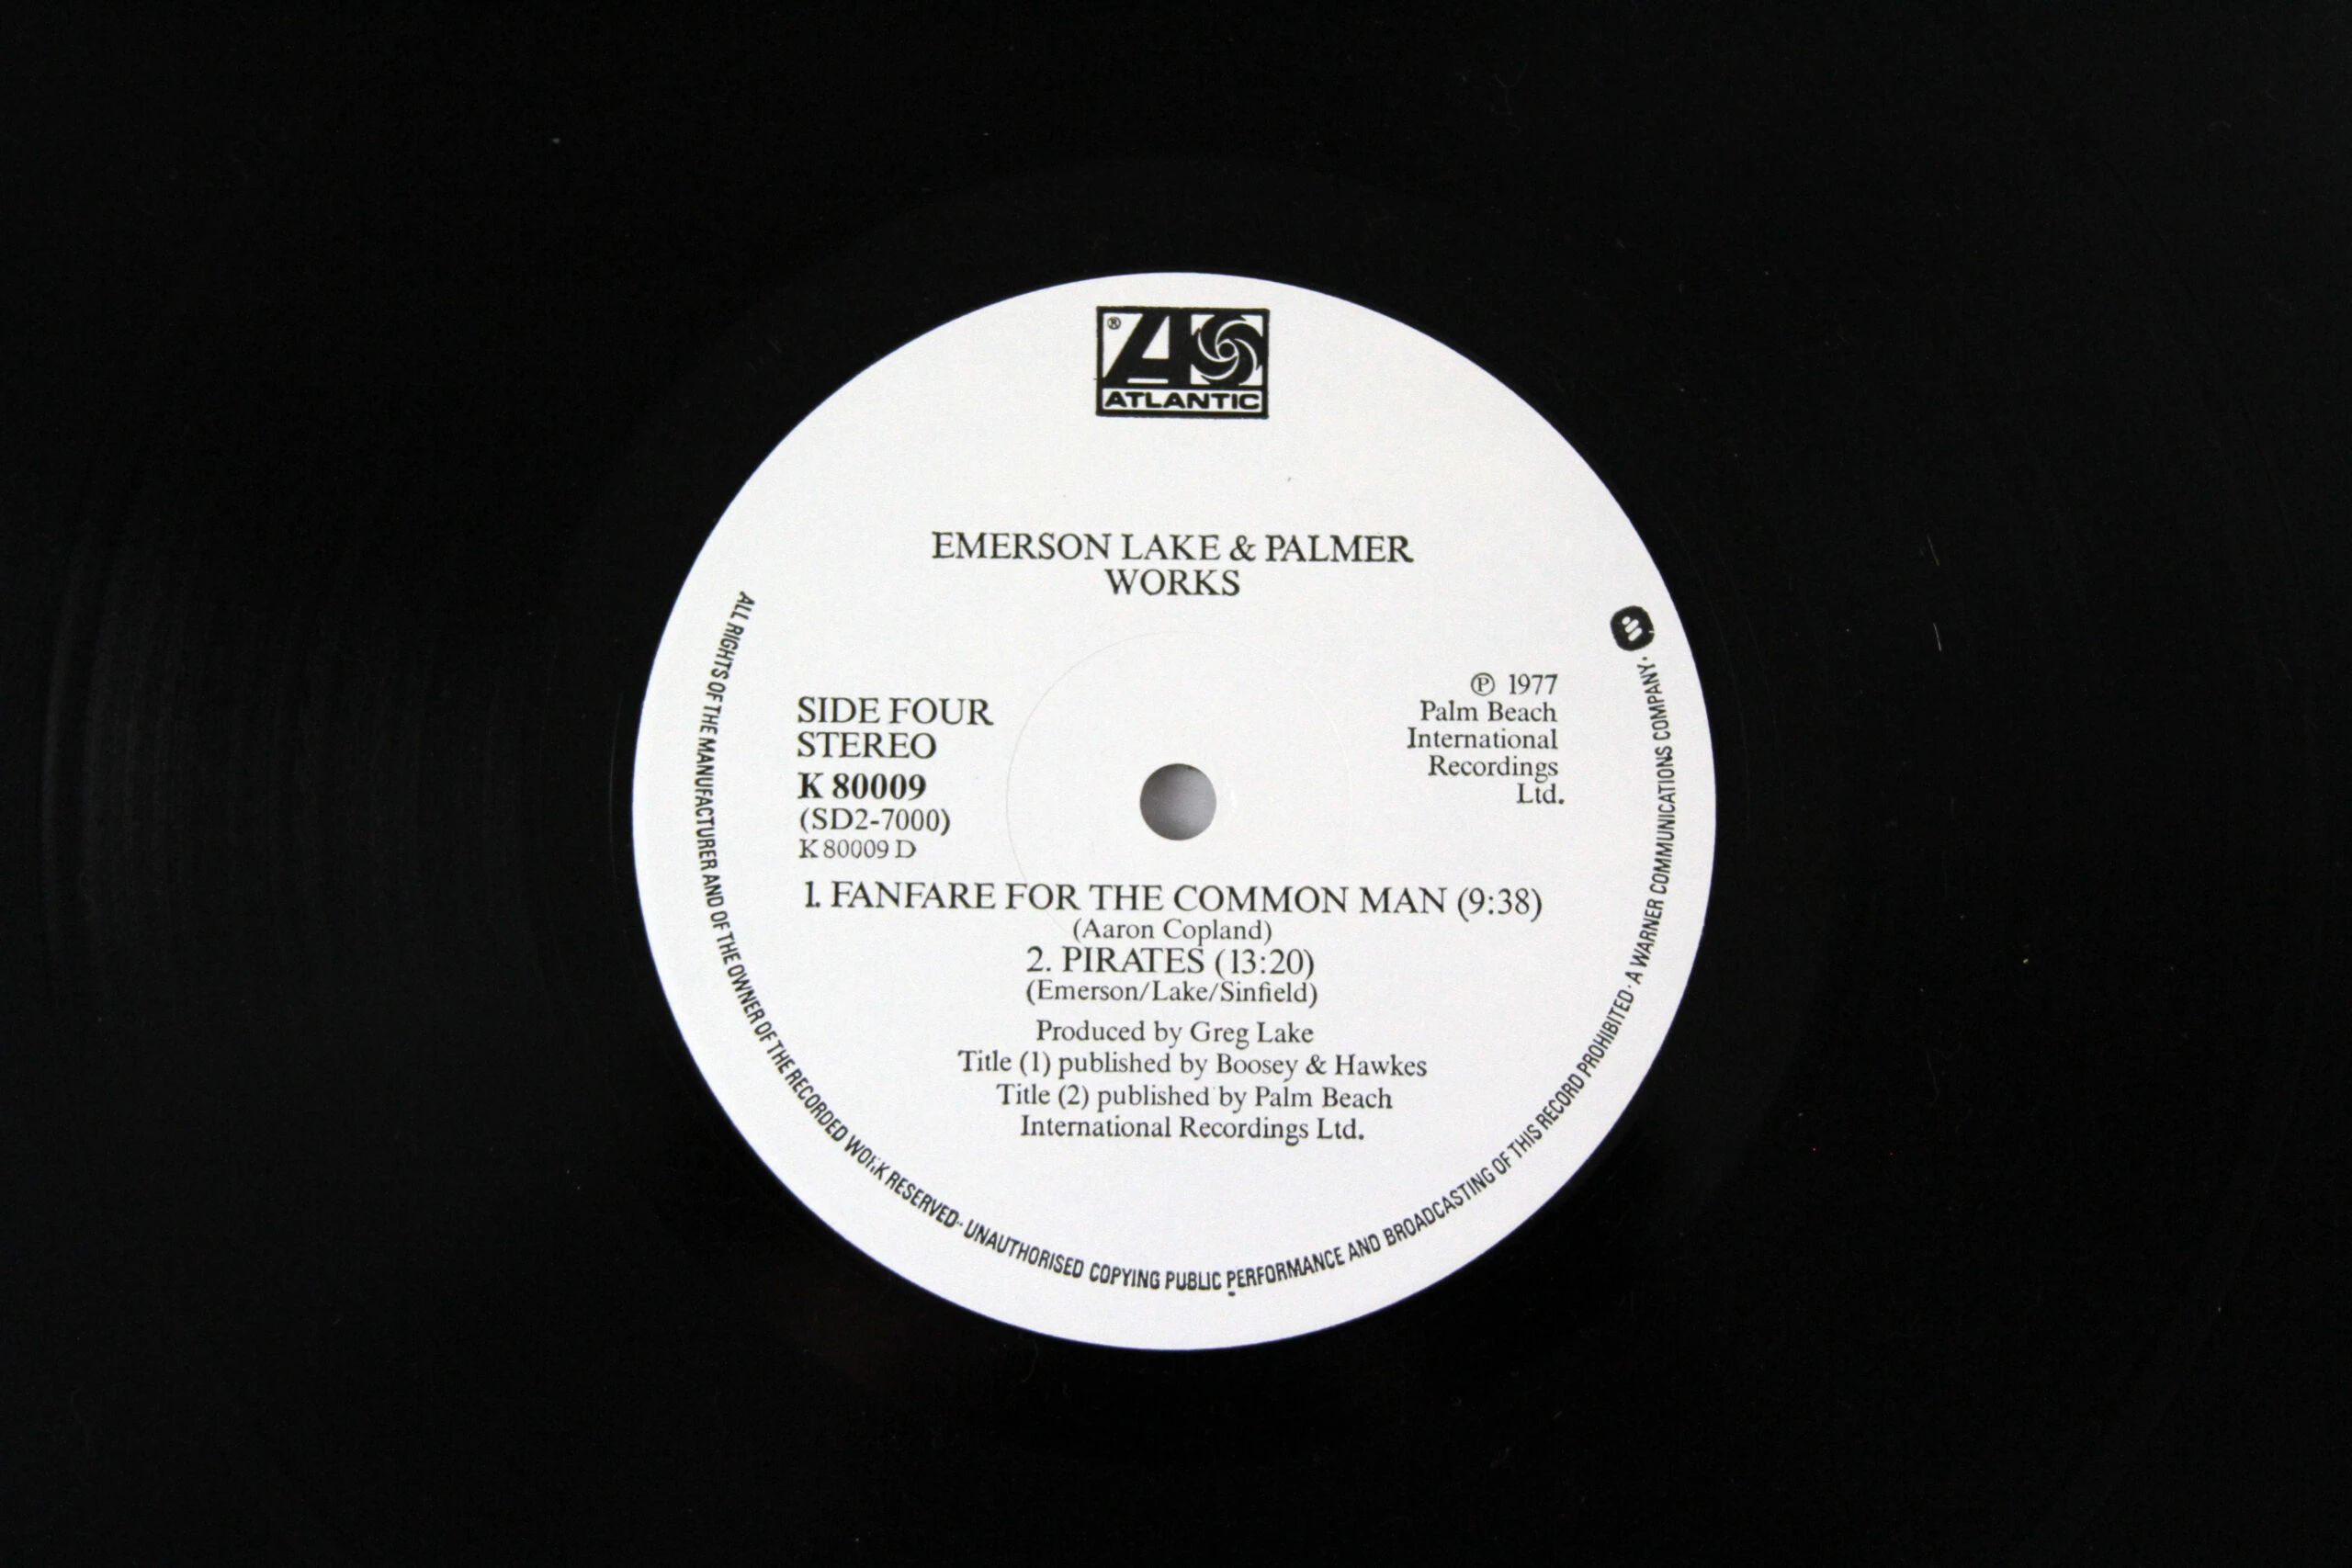 ®
ATLANTIC
EMERSON LAKE & PALMER
WORKS
SIDE FOUR
STEREO
K 80009
(SD2-7000)
K 80009 D
℗ 1977
Palm Beach
International
Recordings
Ltd.
1. FANFARE FOR THE COMMON MAN (9:38)
(Aaron Copland)
2. PIRATES (13:20)
(Emerson/Lake/Sinfield)
Produced by Greg Lake
Title (1) published by Boosey & Hawkes
Title (2) published by Palm Beach
International Recordings Ltd.
ALL RIGHTS OF THE MANUFACTURER AND OF THE OWNER OF THE RECORDED WORK RESERVED · UNAUTHORISED COPYING PUBLIC PERFORMANCE AND BROADCASTING OF THIS RECORD PROHIBITED · A WARNER COMMUNICATIONS COMPANY ·